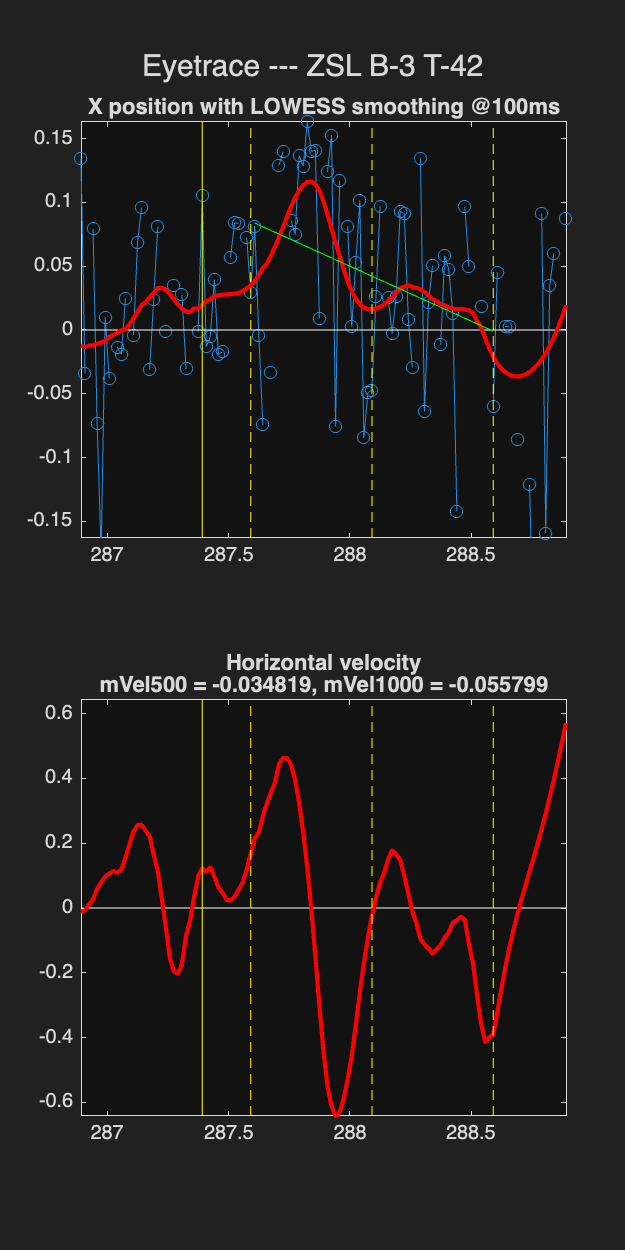 Eyetrace --- ZSL B-3 T-42
X position with LOWESS smoothing @100ms
0.15
0.1
0.05
0
-0.05
-0.1
-0.15
287 287.5 288 288.5
Horizontal velocity
mVel500 = -0.034819, mVel1000 = -0.055799
0.6
0.4
0.2
0
-0.2
-0.4
-0.6
287 287.5 288 288.5